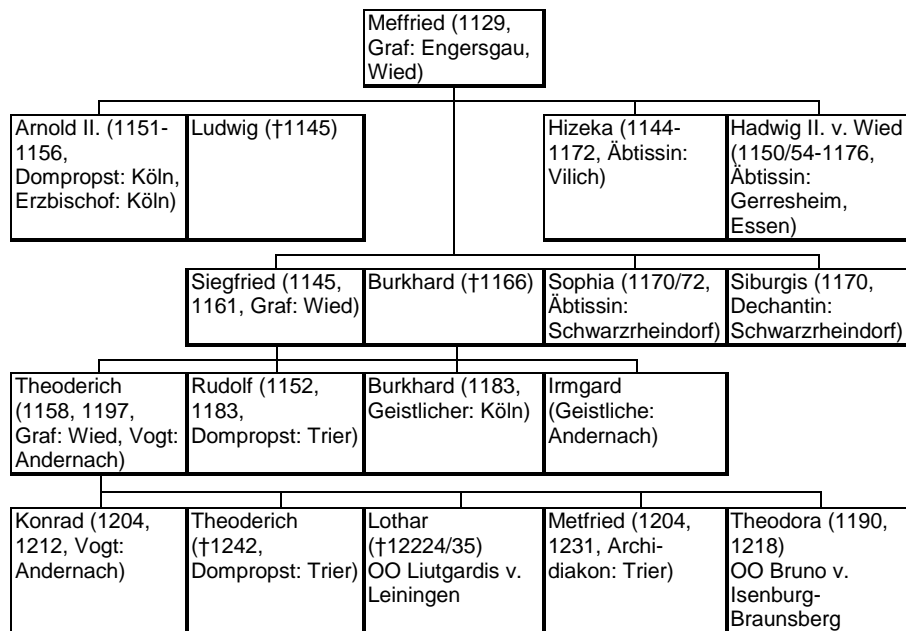 Meffried (1129,
Graf: Engersgau,
Wied)
Arnold II. (1151-
1156,
Dompropst: Köln,
Erzbischof: Köln)
Ludwig (†1145)
Hizeka (1144-
1172, Äbtissin:
Vilich)
Hadwig II. v. Wied
(1150/54-1176,
Äbtissin:
Gerresheim,
Essen)
Siegfried (1145,
1161, Graf: Wied)
Burkhard (†1166)
Sophia (1170/72,
Äbtissin:
Schwarzrheindorf)
Siburgis (1170,
Dechantin:
Schwarzrheindorf)
Theoderich
(1158, 1197,
Graf: Wied, Vogt:
Andernach)
Rudolf (1152,
1183,
Dompropst: Trier)
Burkhard (1183,
Geistlicher: Köln)
Irmgard
(Geistliche:
Andernach)
Konrad (1204,
1212, Vogt:
Andernach)
Theoderich
(†1242,
Dompropst: Trier)
Lothar
(†12224/35)
OO Liutgardis v.
Leiningen
Metfried (1204,
1231, Archi-
diakon: Trier)
Theodora (1190,
1218)
OO Bruno v.
Isenburg-
Braunsberg